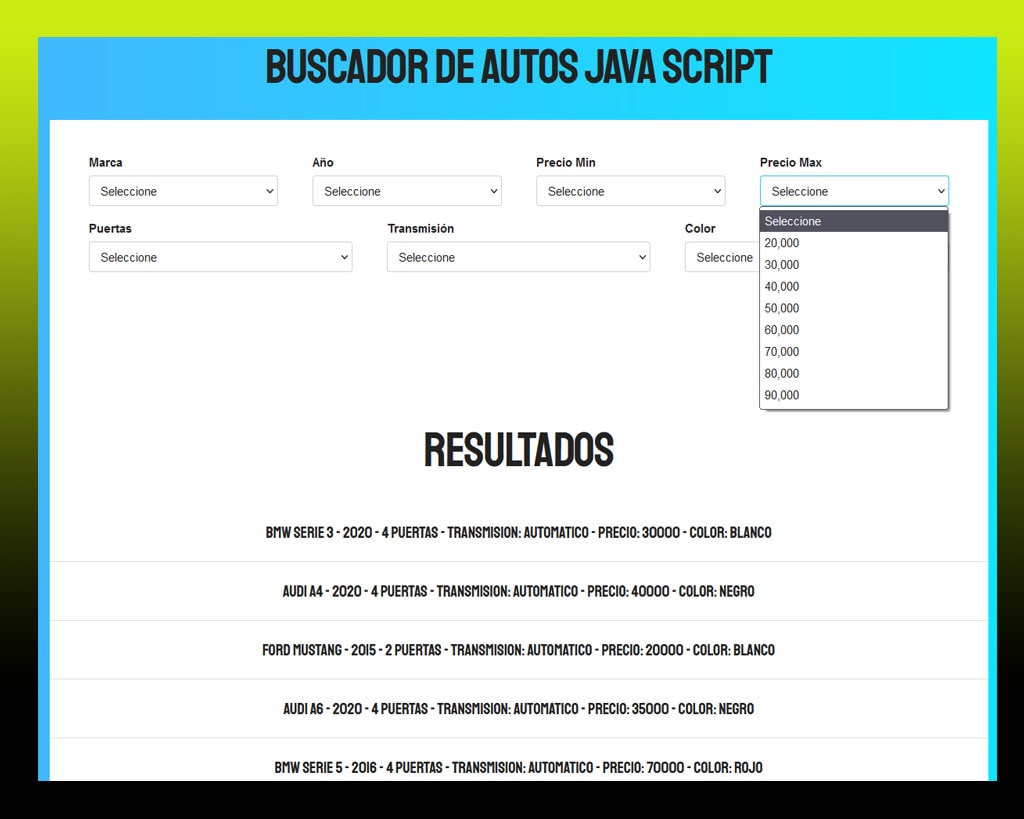 BUSCADOR DE AUTOS JAVA SCRIPT
Marca Año Precio Min Precio Max
Seleccione Seleccione Seleccione Seleccione
Puertas Transmisión Color
Seleccione Seleccione Seleccione
Seleccione
20,000
30,000
40,000
50,000
60,000
70,000
80,000
90,000
RESULTADOS
BMW SERIE 3 - 2020 - 4 PUERTAS - TRANSMISION: AUTOMATICO - PRECIO: 30000 - COLOR: BLANCO
AUDI A4 - 2020 - 4 PUERTAS - TRANSMISION: AUTOMATICO - PRECIO: 40000 - COLOR: NEGRO
FORD MUSTANG - 2015 - 2 PUERTAS - TRANSMISION: AUTOMATICO - PRECIO: 20000 - COLOR: BLANCO
AUDI A6 - 2020 - 4 PUERTAS - TRANSMISION: AUTOMATICO - PRECIO: 35000 - COLOR: NEGRO
BMW SERIE 5 - 2016 - 4 PUERTAS - TRANSMISION: AUTOMATICO - PRECIO: 70000 - COLOR: ROJO